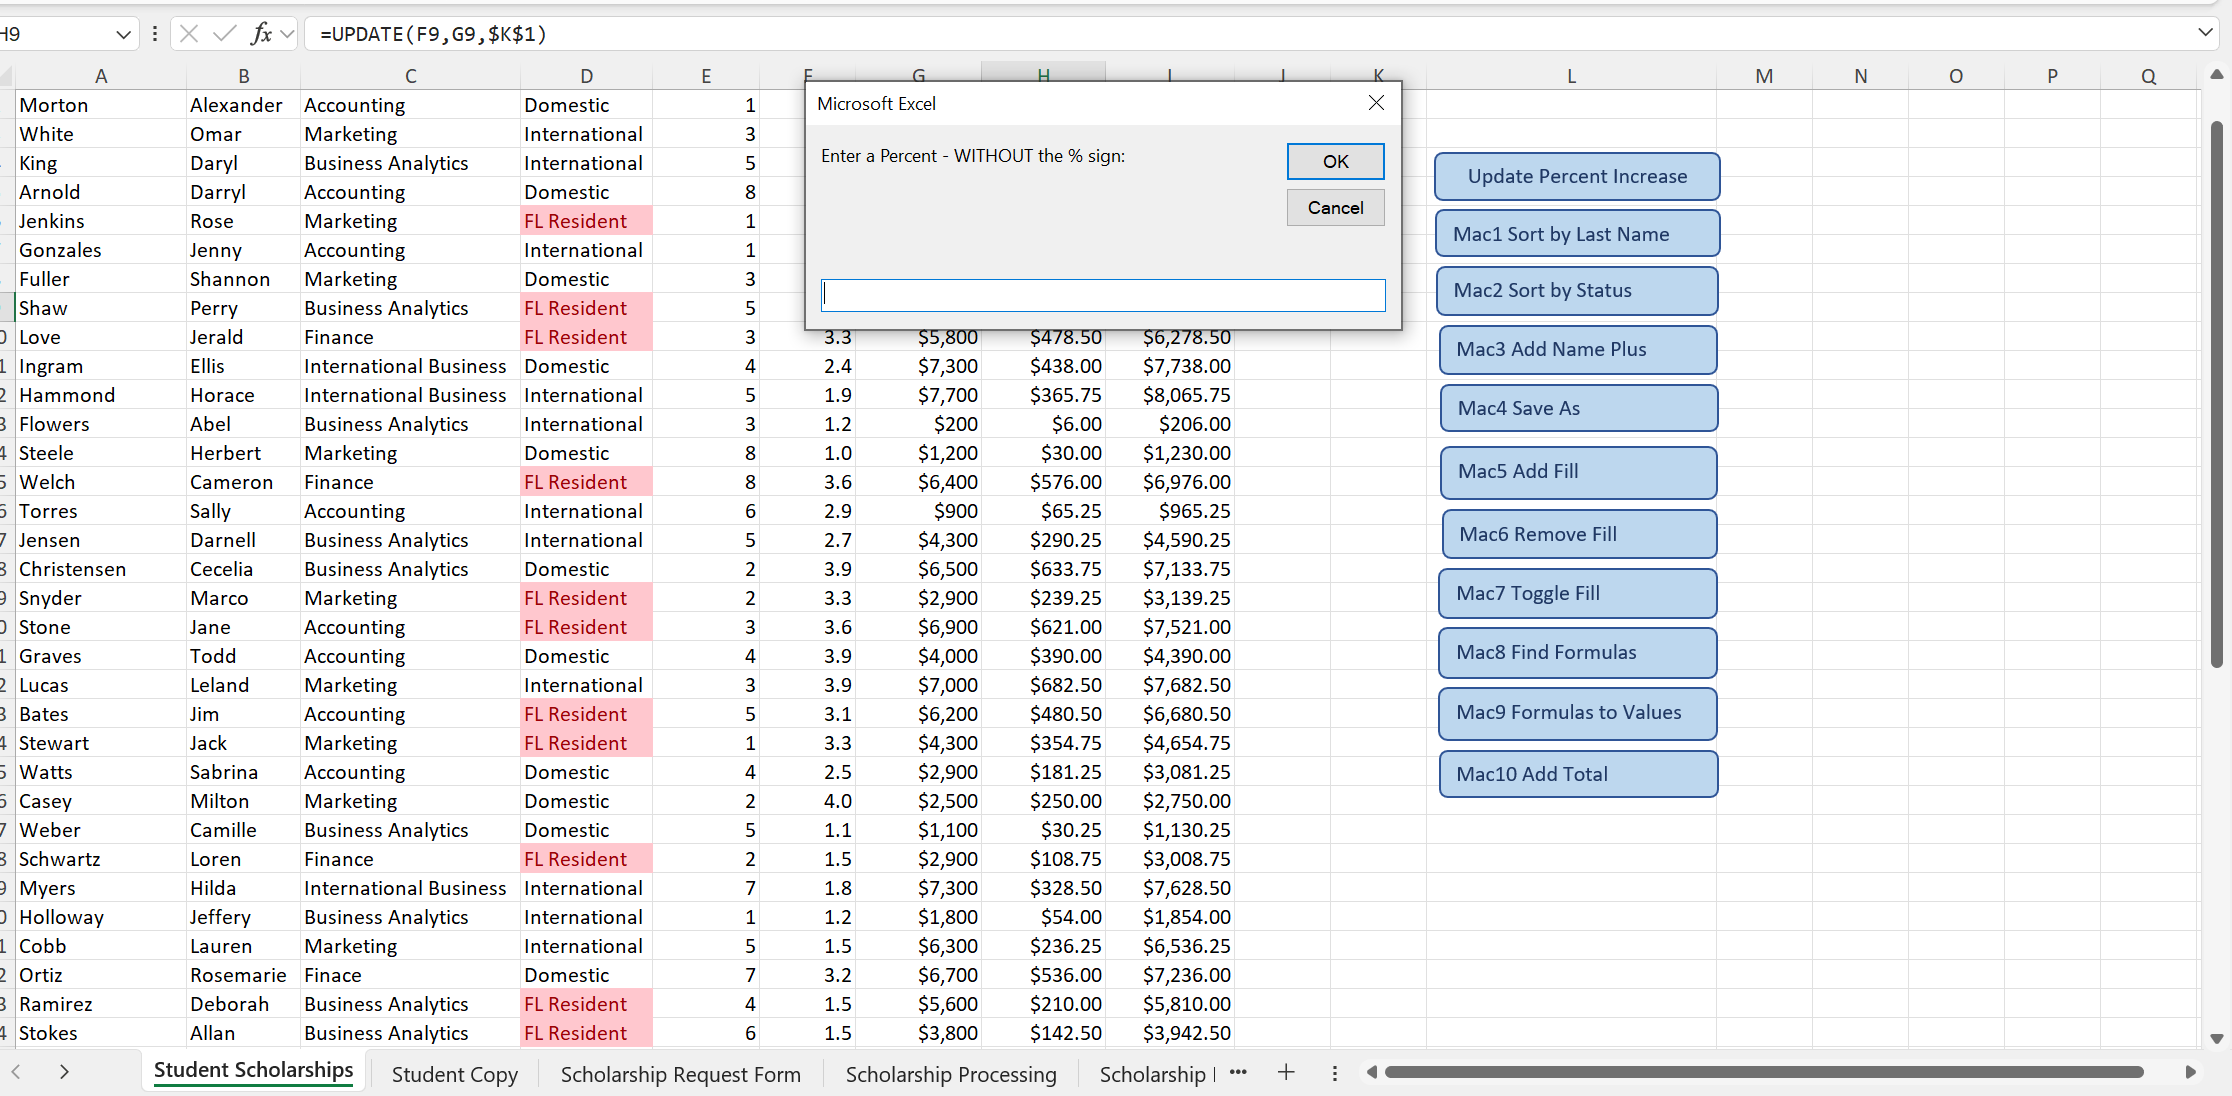 H9 fx =UPDATE(F9,G9,$K$1)
A B C D E F G H I J K L M N O P Q
Morton Alexander Accounting Domestic 1
White Omar Marketing International 3
King Daryl Business Analytics International 5
Arnold Darryl Accounting Domestic 8
Jenkins Rose Marketing FL Resident 1
Gonzales Jenny Accounting International 1
Fuller Shannon Marketing Domestic 3
Shaw Perry Business Analytics FL Resident 5
0 Love Jerald Finance FL Resident 3 3.3 $5,800 $478.50 $6,278.50
1 Ingram Ellis International Business Domestic 4 2.4 $7,300 $438.00 $7,738.00
2 Hammond Horace International Business International 5 1.9 $7,700 $365.75 $8,065.75
3 Flowers Abel Business Analytics International 3 1.2 $200 $6.00 $206.00
4 Steele Herbert Marketing Domestic 8 1.0 $1,200 $30.00 $1,230.00
5 Welch Cameron Finance FL Resident 8 3.6 $6,400 $576.00 $6,976.00
6 Torres Sally Accounting International 6 2.9 $900 $65.25 $965.25
7 Jensen Darnell Business Analytics International 5 2.7 $4,300 $290.25 $4,590.25
8 Christensen Cecelia Business Analytics Domestic 2 3.9 $6,500 $633.75 $7,133.75
9 Snyder Marco Marketing FL Resident 2 3.3 $2,900 $239.25 $3,139.25
0 Stone Jane Accounting FL Resident 3 3.6 $6,900 $621.00 $7,521.00
1 Graves Todd Accounting Domestic 4 3.9 $4,000 $390.00 $4,390.00
2 Lucas Leland Marketing International 3 3.9 $7,000 $682.50 $7,682.50
3 Bates Jim Accounting FL Resident 5 3.1 $6,200 $480.50 $6,680.50
4 Stewart Jack Marketing FL Resident 1 3.3 $4,300 $354.75 $4,654.75
5 Watts Sabrina Accounting Domestic 4 2.5 $2,900 $181.25 $3,081.25
6 Casey Milton Marketing Domestic 2 4.0 $2,500 $250.00 $2,750.00
7 Weber Camille Business Analytics Domestic 5 1.1 $1,100 $30.25 $1,130.25
8 Schwartz Loren Finance FL Resident 2 1.5 $2,900 $108.75 $3,008.75
9 Myers Hilda International Business International 7 1.8 $7,300 $328.50 $7,628.50
0 Holloway Jeffery Business Analytics International 1 1.2 $1,800 $54.00 $1,854.00
1 Cobb Lauren Marketing International 5 1.5 $6,300 $236.25 $6,536.25
2 Ortiz Rosemarie Finace Domestic 7 3.2 $6,700 $536.00 $7,236.00
3 Ramirez Deborah Business Analytics FL Resident 4 1.5 $5,600 $210.00 $5,810.00
4 Stokes Allan Business Analytics FL Resident 6 1.5 $3,800 $142.50 $3,942.50
Microsoft Excel
Enter a Percent - WITHOUT the % sign:
OK
Cancel
Update Percent Increase
Mac1 Sort by Last Name
Mac2 Sort by Status
Mac3 Add Name Plus
Mac4 Save As
Mac5 Add Fill
Mac6 Remove Fill
Mac7 Toggle Fill
Mac8 Find Formulas
Mac9 Formulas to Values
Mac10 Add Total
Student Scholarships Student Copy Scholarship Request Form Scholarship Processing Scholarship